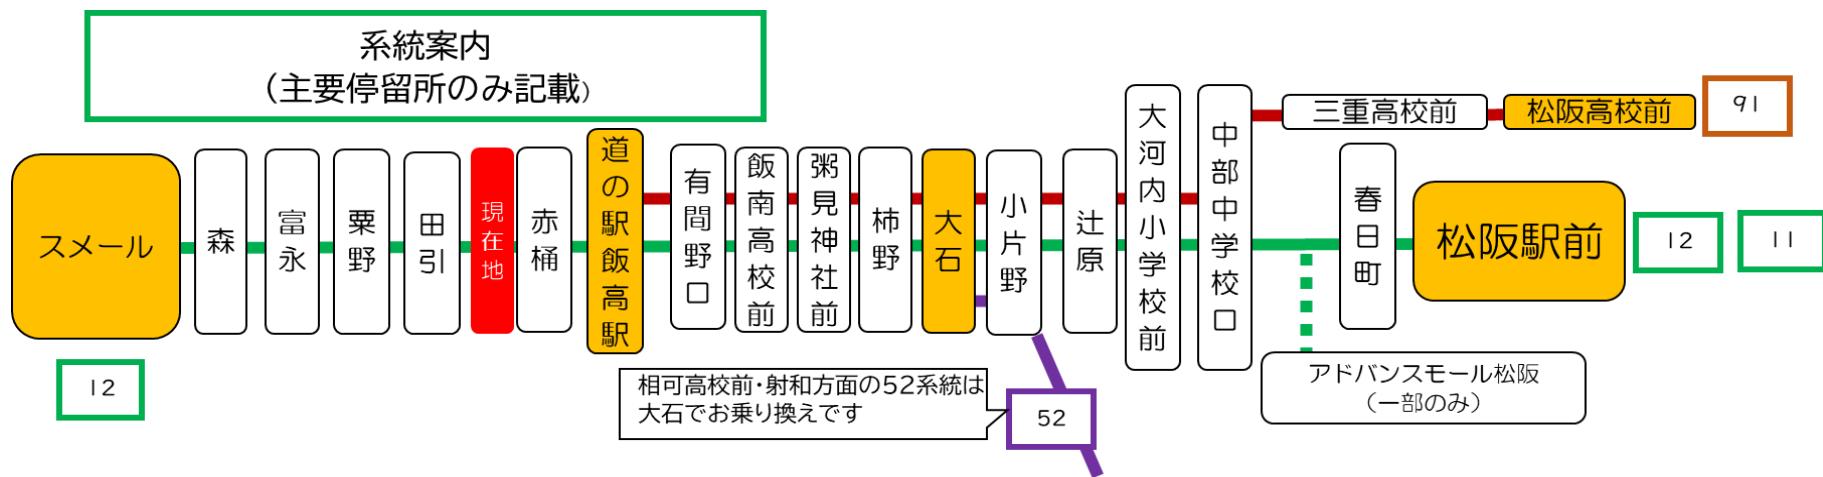 系統案内
（主要停留所のみ記載）
スメール
森
富永
粟野
田引
現在地
赤桶
道の駅飯高駅
有間野口
飯南高校前
粥見神社前
柿野
大石
小片野
辻原
大河内小学校前
中部中学校口
三重高校前
松阪高校前
91
春日町
松阪駅前
12
11
アドバンスモール松阪
（一部のみ）
12
相可高校前・射和方面の52系統は
大石でお乗り換えです
52